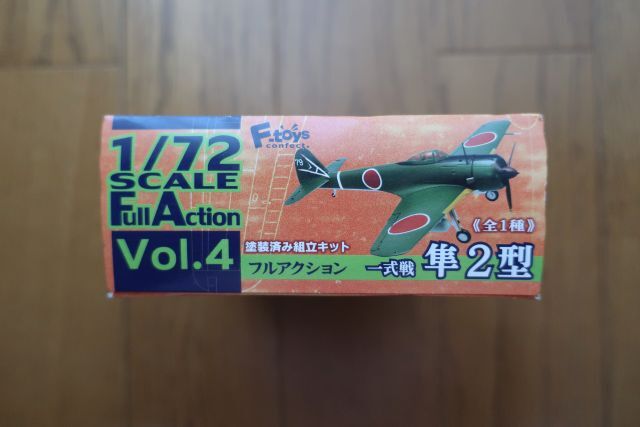 1/72
SCALE
Full Action
Vol.4
F-toys
confect.
79
《全1種》
塗装済み組立キット
フルアクション 一式戦 隼2型